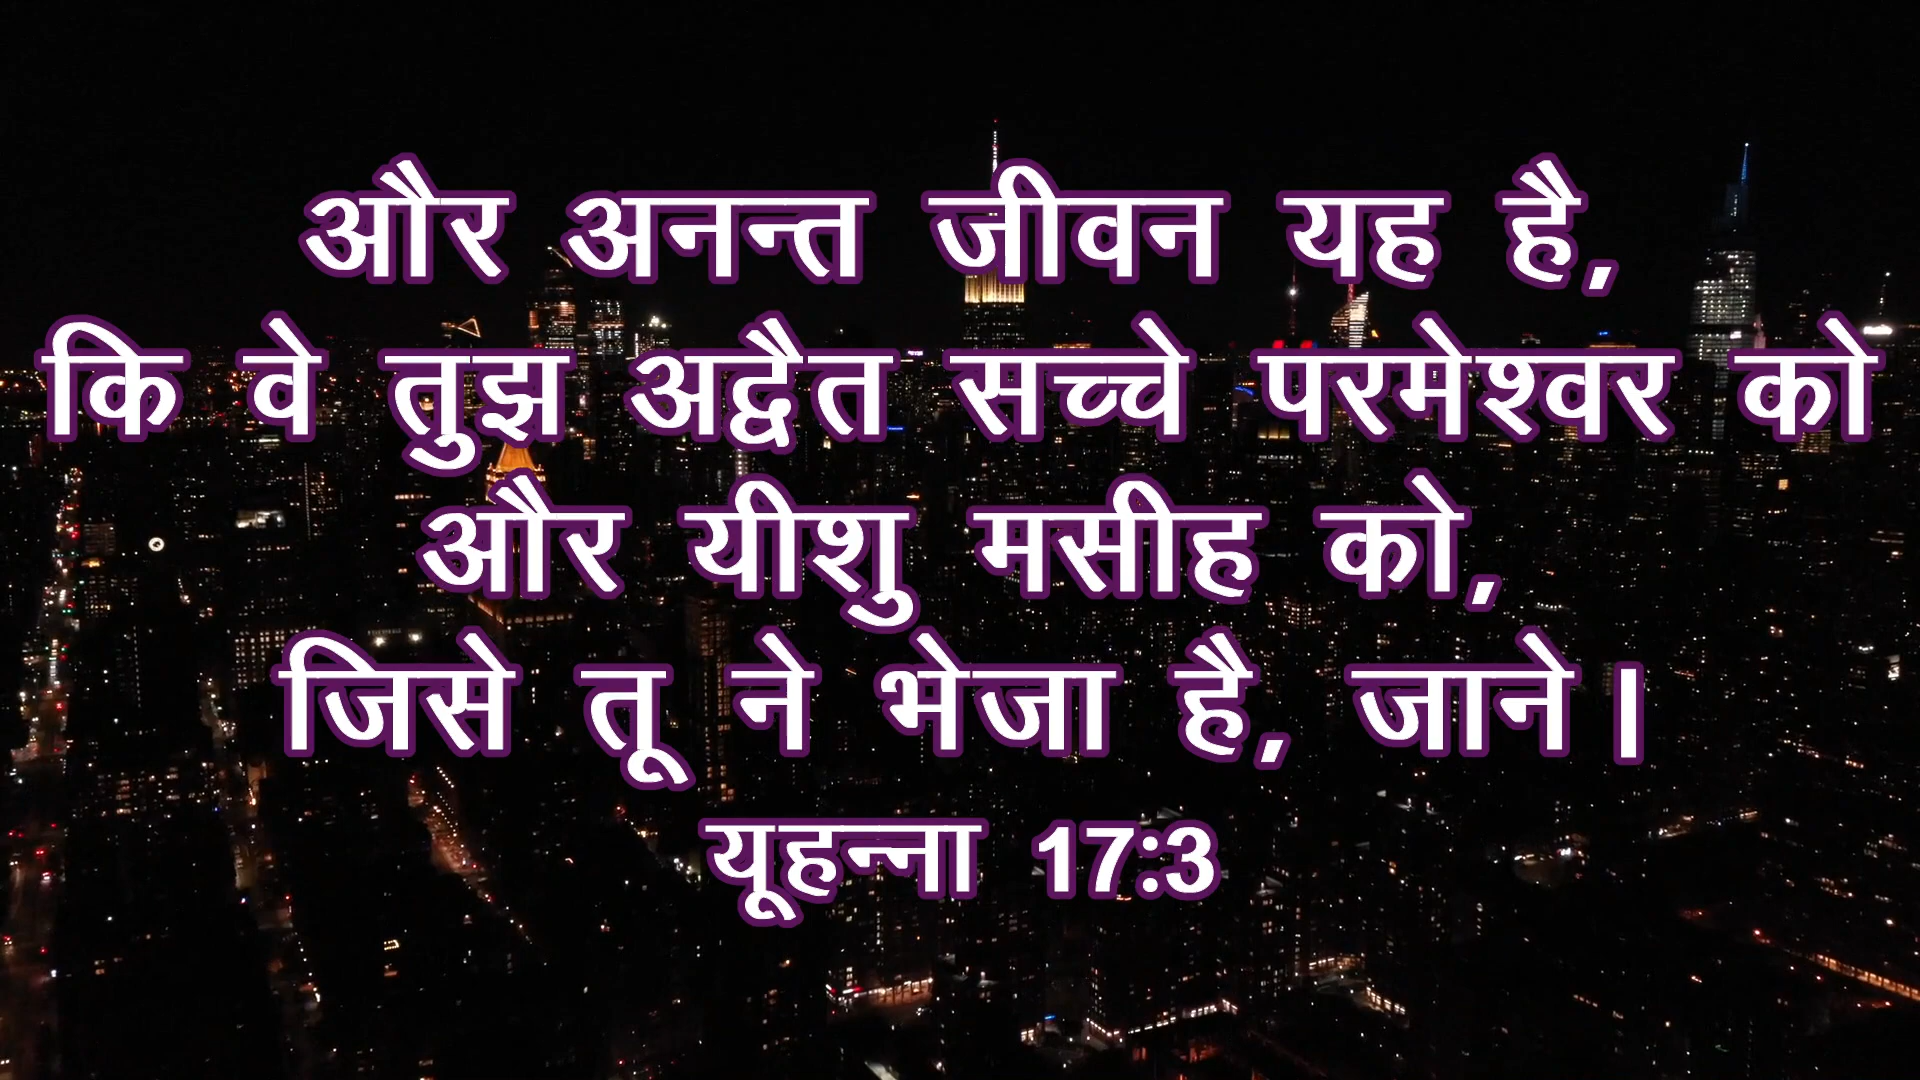 और अनन्त जीवन यह है,
कि वे तुझ अद्वैत सच्चे परमेश्वर को
और यीशु मसीह को,
जिसे तू ने भेजा है, जाने।
यूहन्ना 17:3